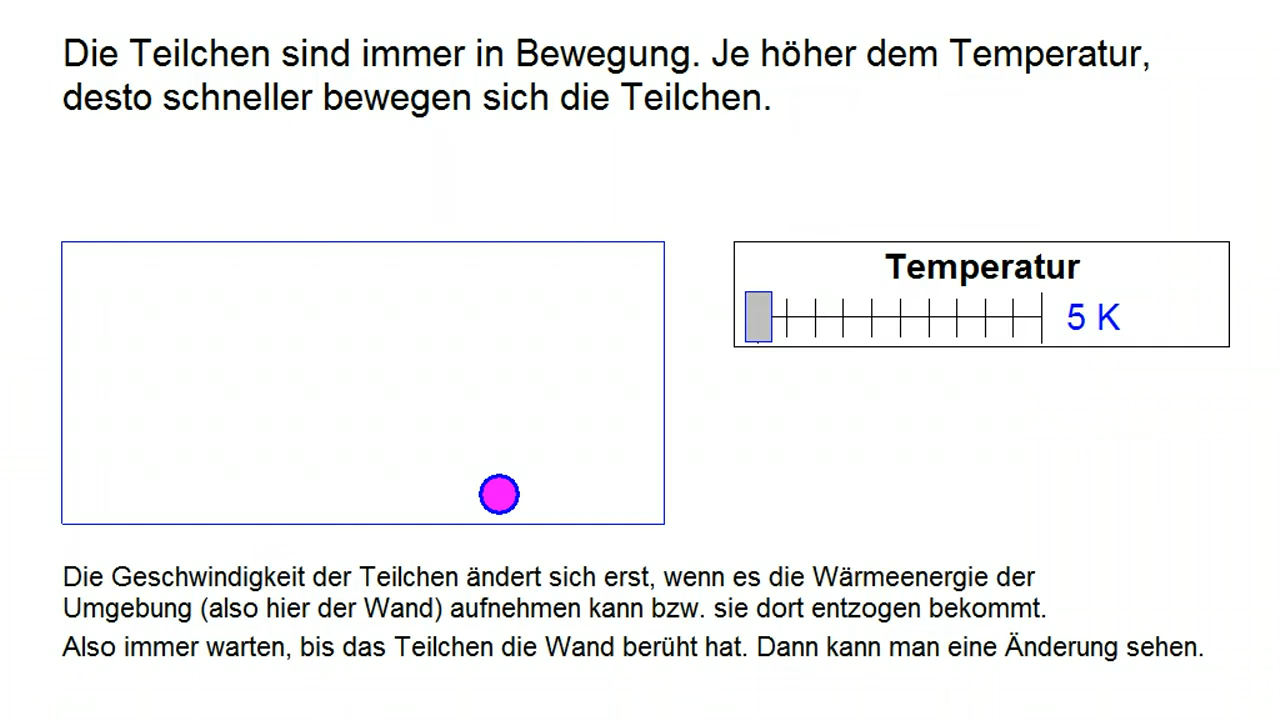 Die Teilchen sind immer in Bewegung. Je höher dem Temperatur,
desto schneller bewegen sich die Teilchen.
Temperatur
5 K
Die Geschwindigkeit der Teilchen ändert sich erst, wenn es die Wärmeenergie der
Umgebung (also hier der Wand) aufnehmen kann bzw. sie dort entzogen bekommt.
Also immer warten, bis das Teilchen die Wand berüht hat. Dann kann man eine Änderung sehen.